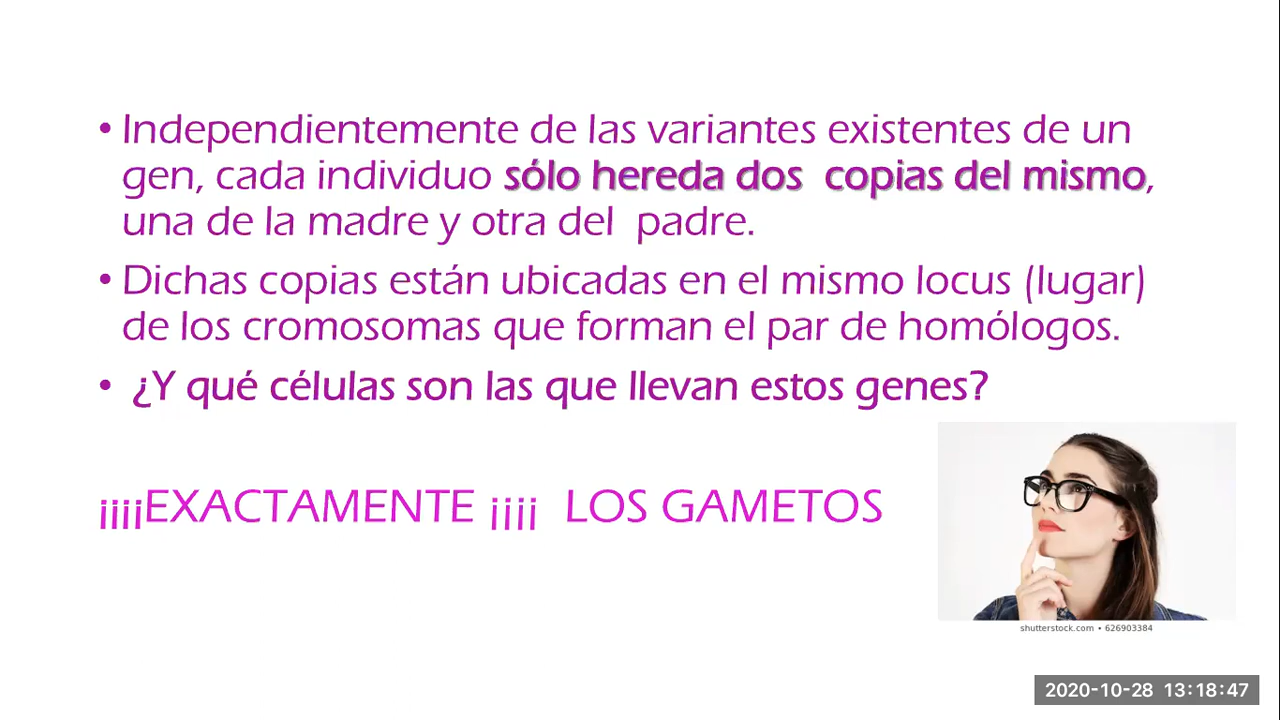 • Independientemente de las variantes existentes de un
gen, cada individuo sólo hereda dos copias del mismo,
una de la madre y otra del padre.
• Dichas copias están ubicadas en el mismo locus (lugar)
de los cromosomas que forman el par de homólogos.
• ¿Y qué células son las que llevan estos genes?
¡¡¡¡EXACTAMENTE ¡¡¡¡ LOS GAMETOS
shutterstock.com • 626903384
2020-10-28 13:18:47